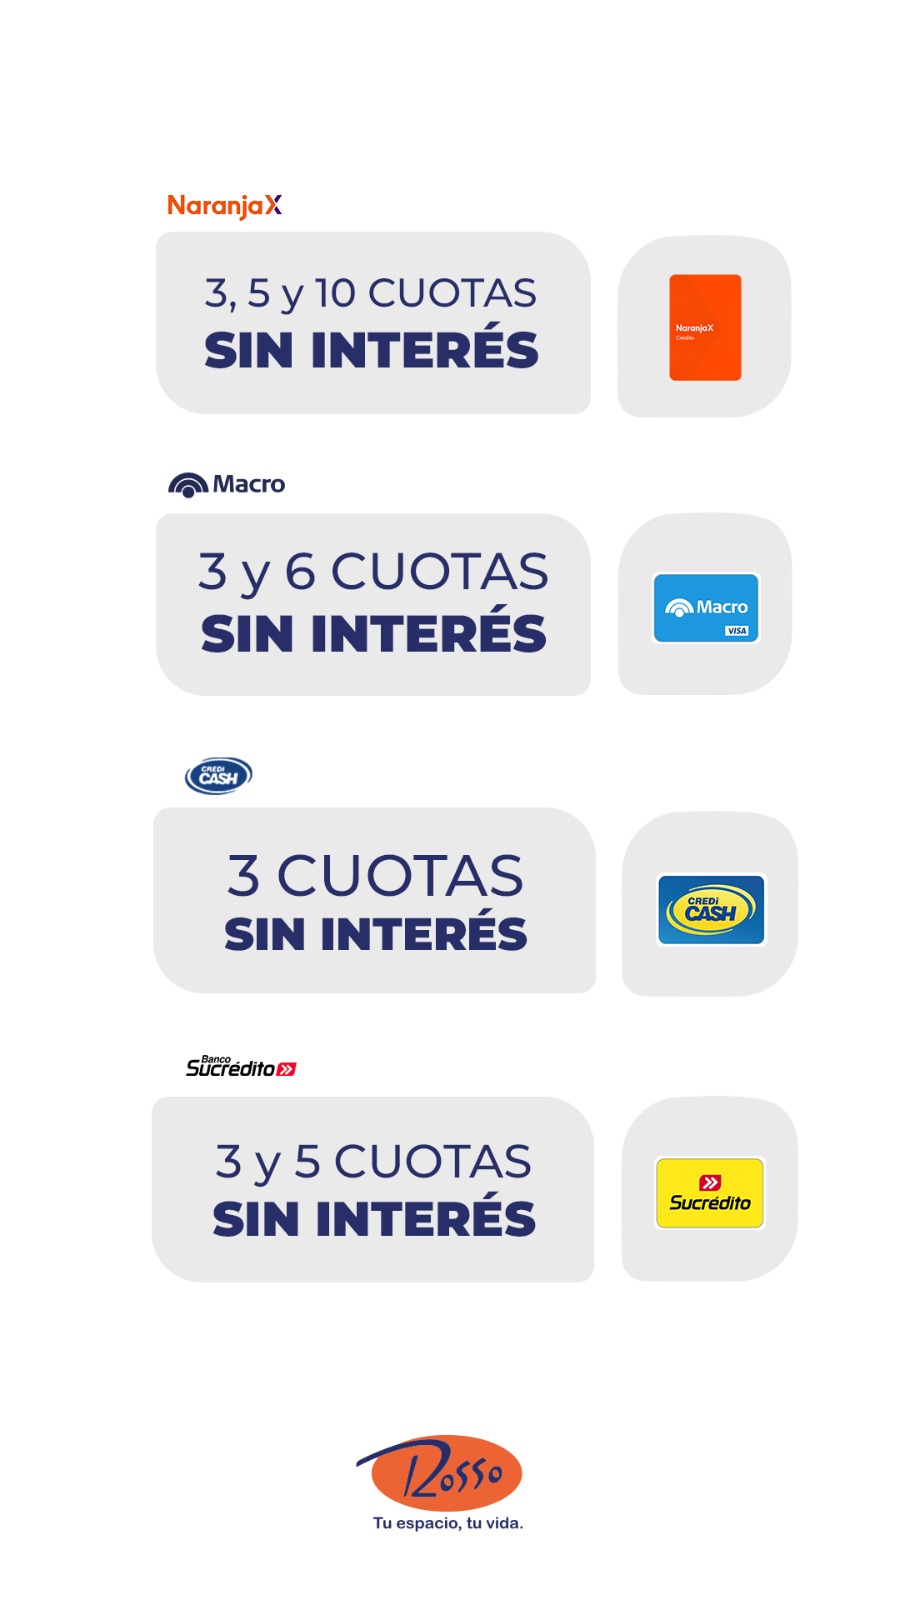 NaranjaX
3, 5 y 10 CUOTAS
SIN INTERÉS
NaranjaX
Crédito
Macro
3 y 6 CUOTAS
SIN INTERÉS
Macro
VISA
CREDi
CASH
3 CUOTAS
SIN INTERÉS
CREDi
CASH
Banco
Sucrédito
3 y 5 CUOTAS
SIN INTERÉS
Sucrédito
Rosso
Tu espacio, tu vida.